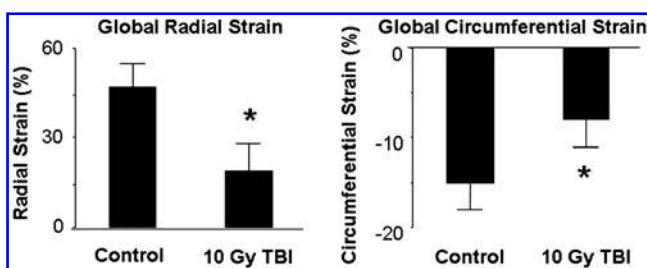 Global Radial Strain
Radial Strain (%)
60
30
0
*
Control
10 Gy TBI
Global Circumferential Strain
Circumferential Strain (%)
0
-10
-20
*
Control
10 Gy TBI